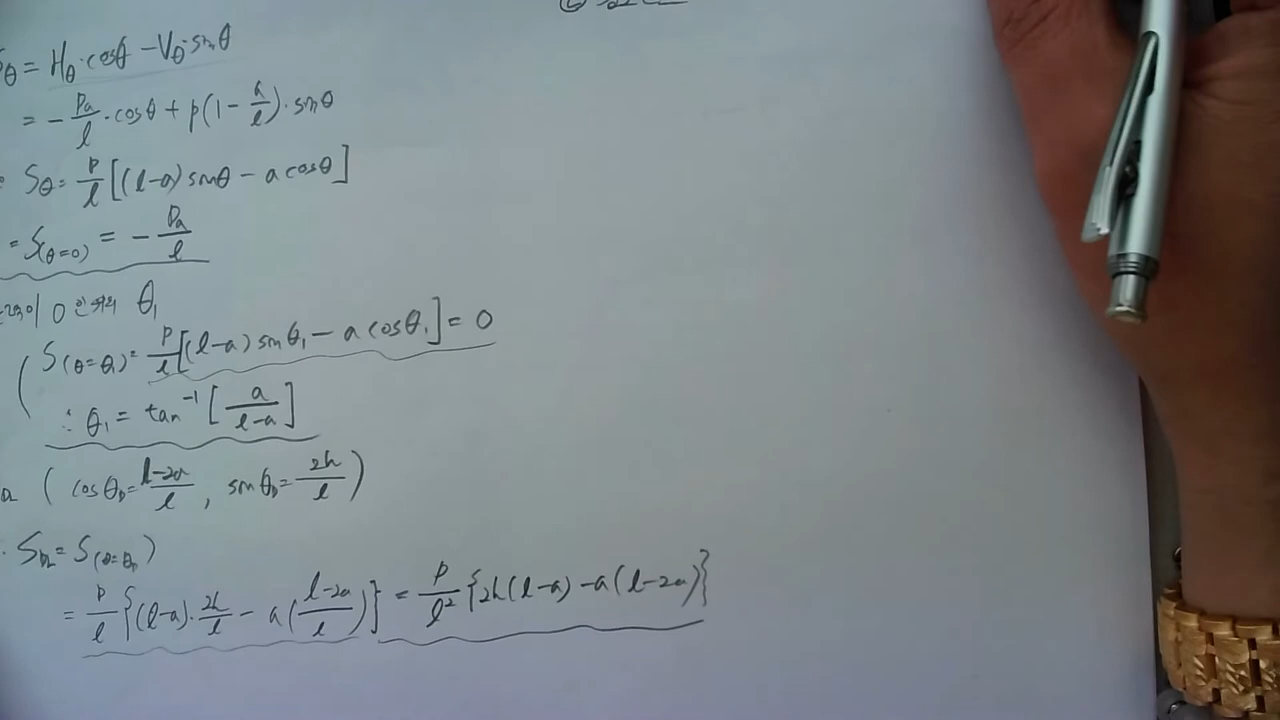 θ = Hθ·cosθ − Vθ·sinθ
= − Pa/l · cosθ + P(1 − a/l)·sinθ
Sθ = P/l [(l−a) sinθ − a cosθ]
= S(θ=0) = − Pa/l
0 인 θ₁
S(θ=θ₁) = P/l [(l−a) sinθ₁ − a cosθ₁] = 0
∴ θ₁ = tan⁻¹ [a/(l−a)]
( cosθD = (l−2a)/l , sinθD = 2h/l )
= S(θ=θD)
= P/l {(l−a)·2h/l − a((l−2a)/l)} = P/l² {2h(l−a) − a(l−2a)}